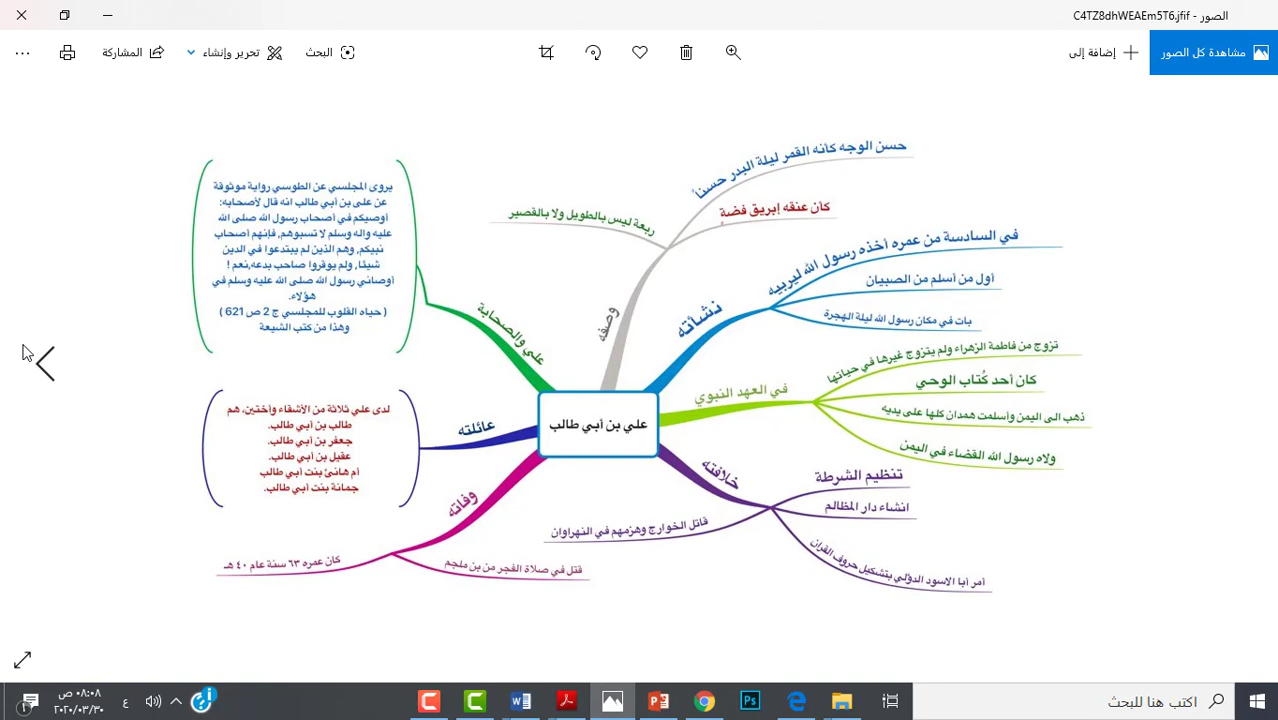 الصور - C4TZ8dhWEAEm5T6.jfif
مشاهدة كل الصور
إضافة إلى
البحث
تحرير وإنشاء
المشاركة
علي بن أبي طالب
وصفه
حسن الوجه كأنه القمر ليلة البدر حسناً
كأن عنقه إبريق فضة
ربعة ليس بالطويل ولا بالقصير
نشأته
في السادسة من عمره أخذه رسول الله ليربيه
أول من أسلم من الصبيان
بات في مكان رسول الله ليلة الهجرة
في العهد النبوي
تزوج من فاطمة الزهراء ولم يتزوج غيرها في حياتها
كان أحد كُتاب الوحي
ذهب الى اليمن وأسلمت همدان كلها على يديه
ولاه رسول الله القضاء في اليمن
خلافته
تنظيم الشرطة
انشاء دار المظالم
أمر أبا الاسود الدؤلي بتشكيل حروف القرآن
قاتل الخوارج وهزمهم في النهراوان
علي والصحابة
يروى المجلسي عن الطوسي رواية موثوقة
عن على بن أبي طالب انه قال لأصحابه:
أوصيكم في أصحاب رسول الله صلى الله
عليه واله وسلم لا تسبوهم, فإنهم أصحاب
نبيكم, وهم الذين لم يبتدعوا في الدين
شيئا, ولم يوقروا صاحب بدعه,نعم !
أوصاني رسول الله صلى الله عليه وسلم في
هؤلاء.
( حياه القلوب للمجلسي ج 2 ص 621 )
وهذا من كتب الشيعة
عائلته
لدى علي ثلاثة من الأشقاء وأختين، هم
طالب بن أبي طالب.
جعفر بن أبي طالب.
عقيل بن أبي طالب.
أم هانئ بنت أبي طالب
جمانة بنت أبي طالب.
وفاته
كان عمره ٦٣ سنة عام ٤٠ هـ
قتل في صلاة الفجر من بن ملجم
اكتب هنا للبحث
Ps
ع
٠٨:٠٨ ص
٢٠٢٠/٠٣/٣٠